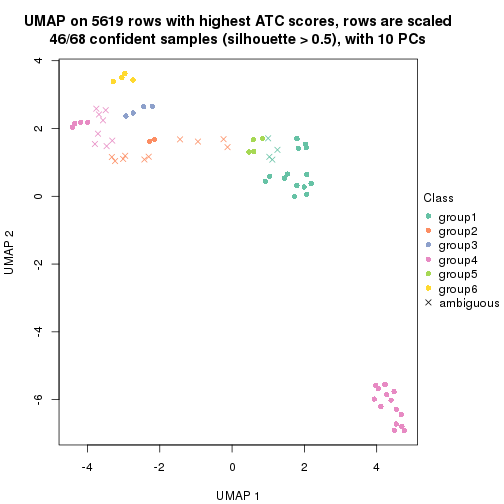 UMAP on 5619 rows with highest ATC scores, rows are scaled
46/68 confident samples (silhouette > 0.5), with 10 PCs
4
2
0
-2
-4
-6
UMAP 2
-4
-2
0
2
4
UMAP 1
Class
group1
group2
group3
group4
group5
group6
ambiguous